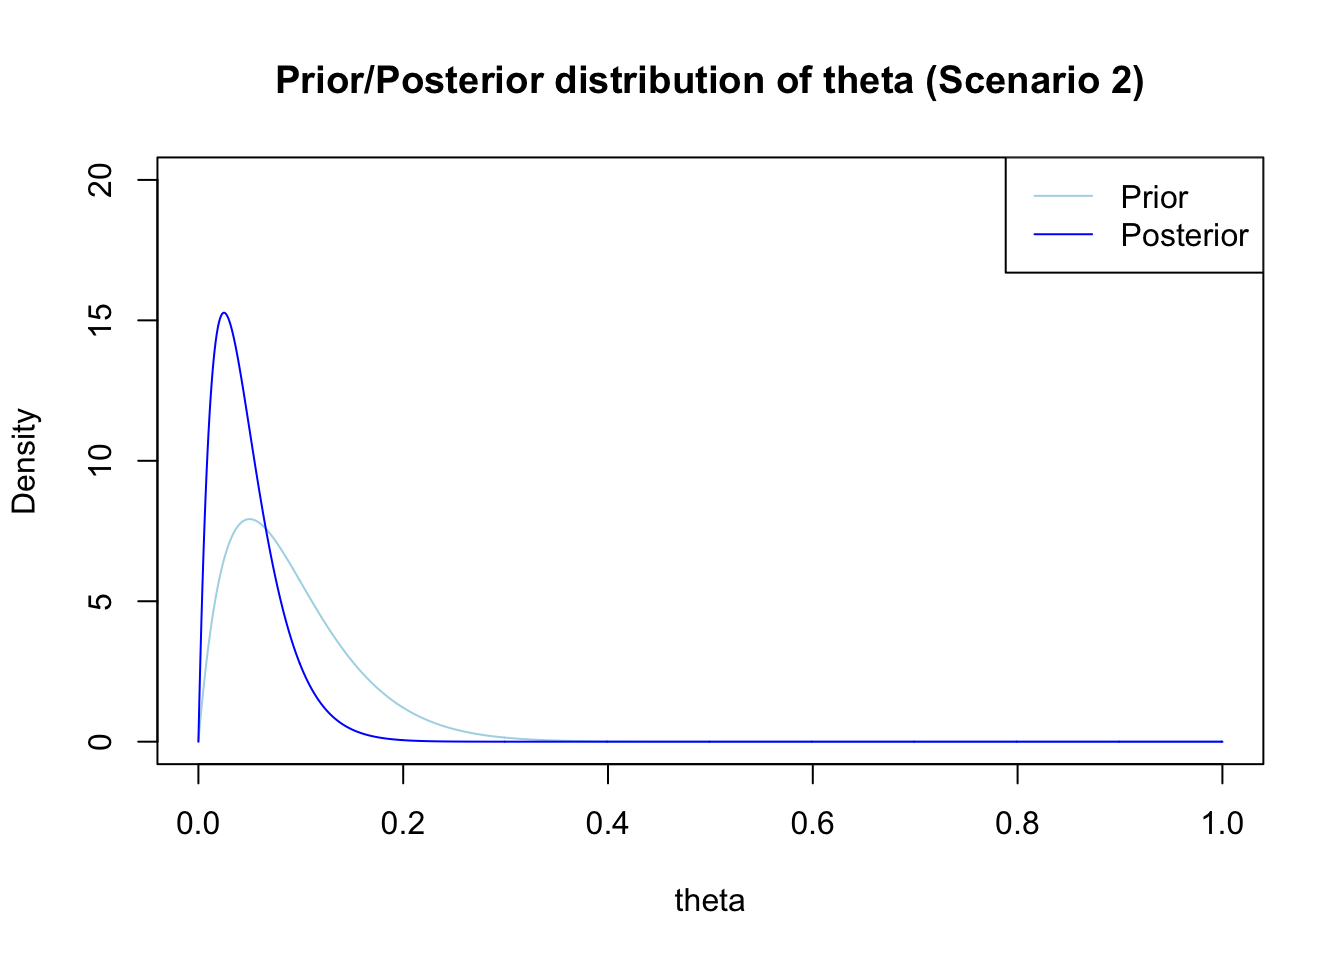 Prior/Posterior distribution of theta (Scenario 2)
Prior
Posterior
Density
20
15
10
5
0
0.0 0.2 0.4 0.6 0.8 1.0
theta